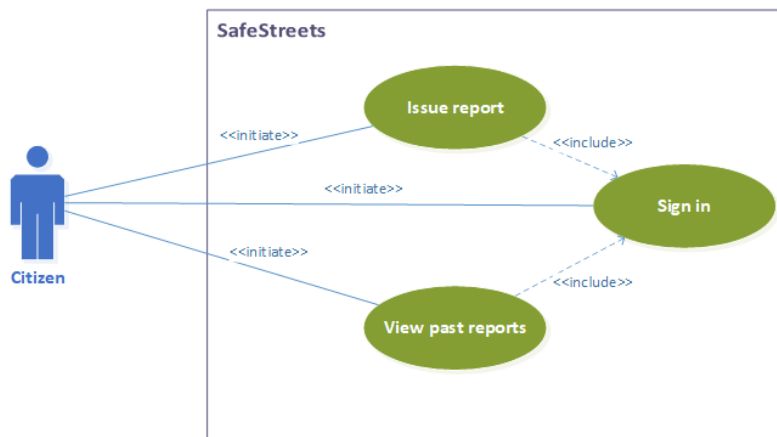 SafeStreets
Issue report
<<initiate>>
<<include>>
<<initiate>>
Sign in
<<initiate>>
Citizen
<<include>>
View past reports